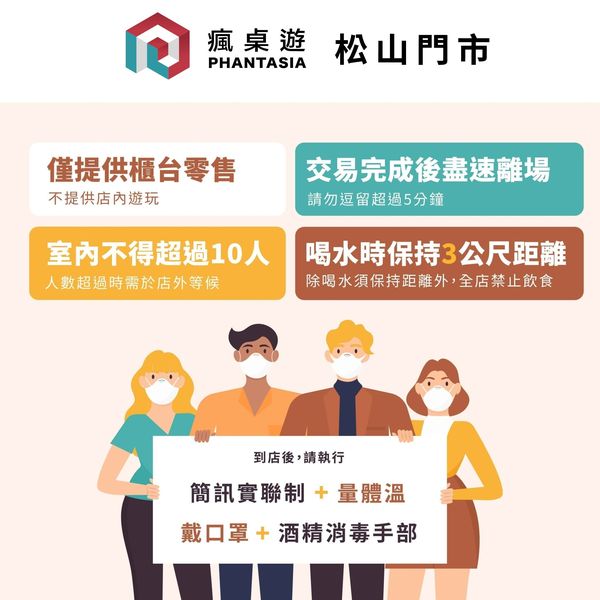 瘋桌遊
PHANTASIA
松山門市
僅提供櫃台零售
不提供店內遊玩
交易完成後盡速離場
請勿逗留超過5分鐘
室內不得超過10人
人數超過時需於店外等候
喝水時保持3公尺距離
除喝水須保持距離外,全店禁止飲食
到店後,請執行
簡訊實聯制 + 量體溫
戴口罩 + 酒精消毒手部